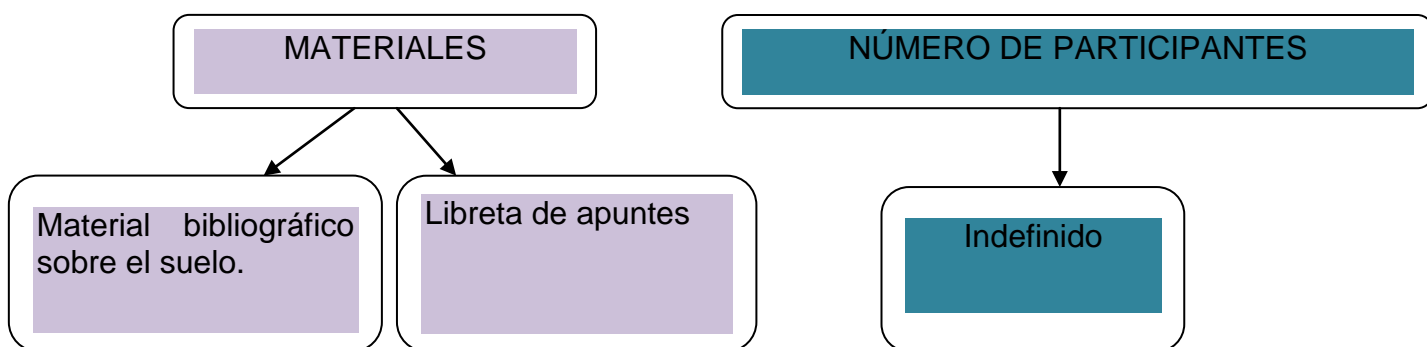 MATERIALES
NÚMERO DE PARTICIPANTES
Material bibliográfico
sobre el suelo.
Libreta de apuntes
Indefinido